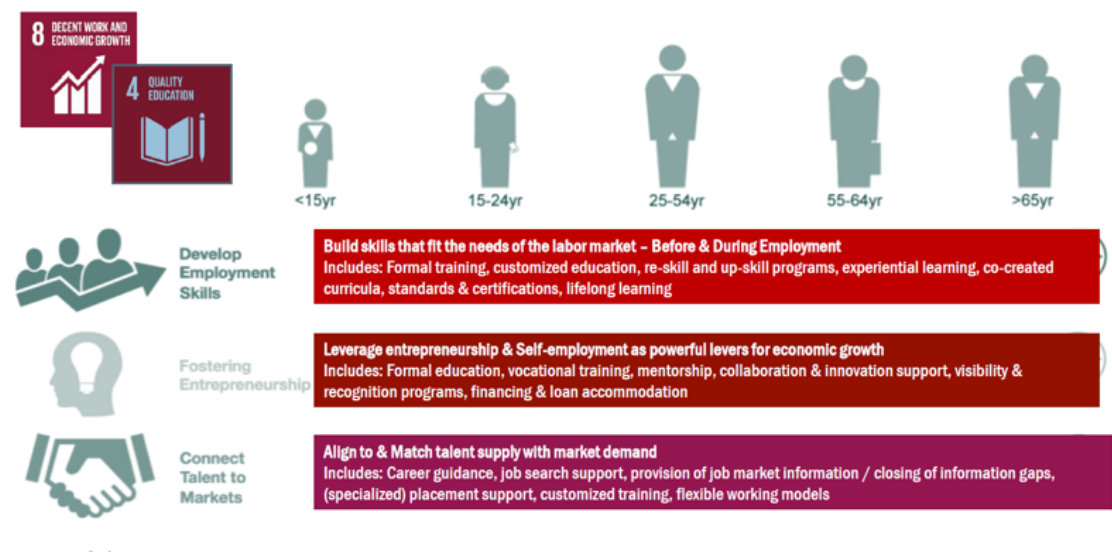 8 DECENT WORK AND
ECONOMIC GROWTH
4 QUALITY
EDUCATION
<15yr
15-24yr
25-54yr
55-64yr
>65yr
Develop
Employment
Skills
Build skills that fit the needs of the labor market – Before & During Employment
Includes: Formal training, customized education, re-skill and up-skill programs, experiential learning, co-created
curricula, standards & certifications, lifelong learning
Fostering
Entrepreneurship
Leverage entrepreneurship & Self-employment as powerful levers for economic growth
Includes: Formal education, vocational training, mentorship, collaboration & innovation support, visibility &
recognition programs, financing & loan accommodation
Connect
Talent to
Markets
Align to & Match talent supply with market demand
Includes: Career guidance, job search support, provision of job market information / closing of information gaps,
(specialized) placement support, customized training, flexible working models